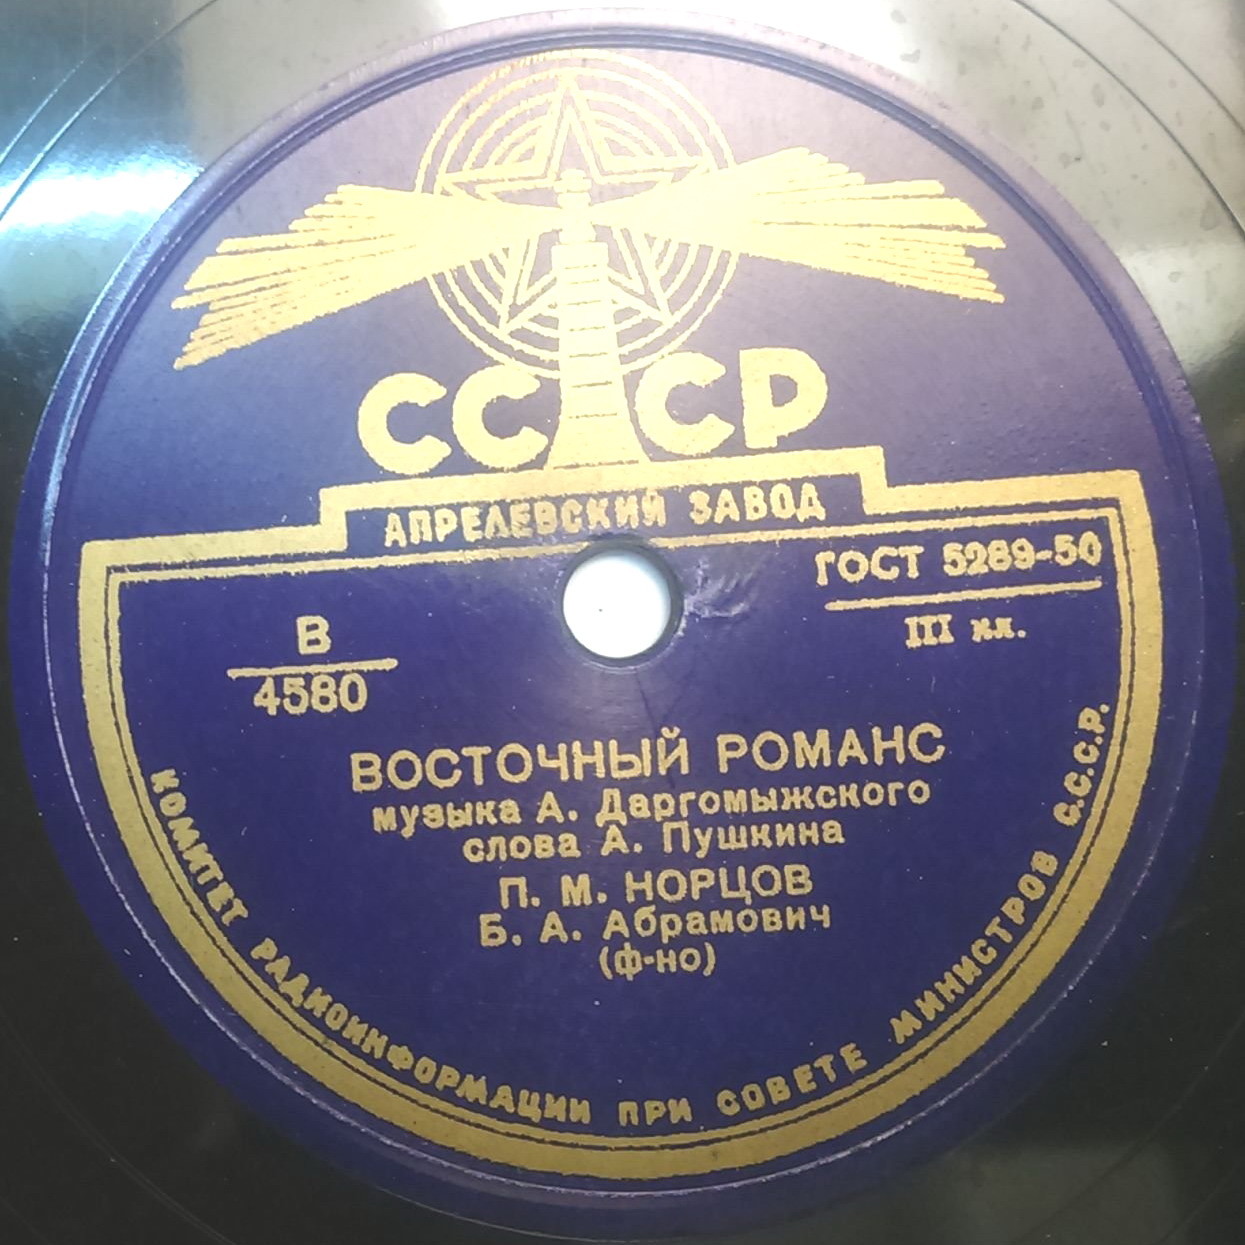 СССР
АПРЕЛЕВСКИЙ ЗАВОД
ГОСТ 5289-50
III кл.
В
4580
ВОСТОЧНЫЙ РОМАНС
музыка А. Даргомыжского
слова А. Пушкина
П. М. НОРЦОВ
Б. А. Абрамович
(ф-но)
КОМИТЕТ РАДИОИНФОРМАЦИИ ПРИ СОВЕТЕ МИНИСТРОВ С.С.С.Р.